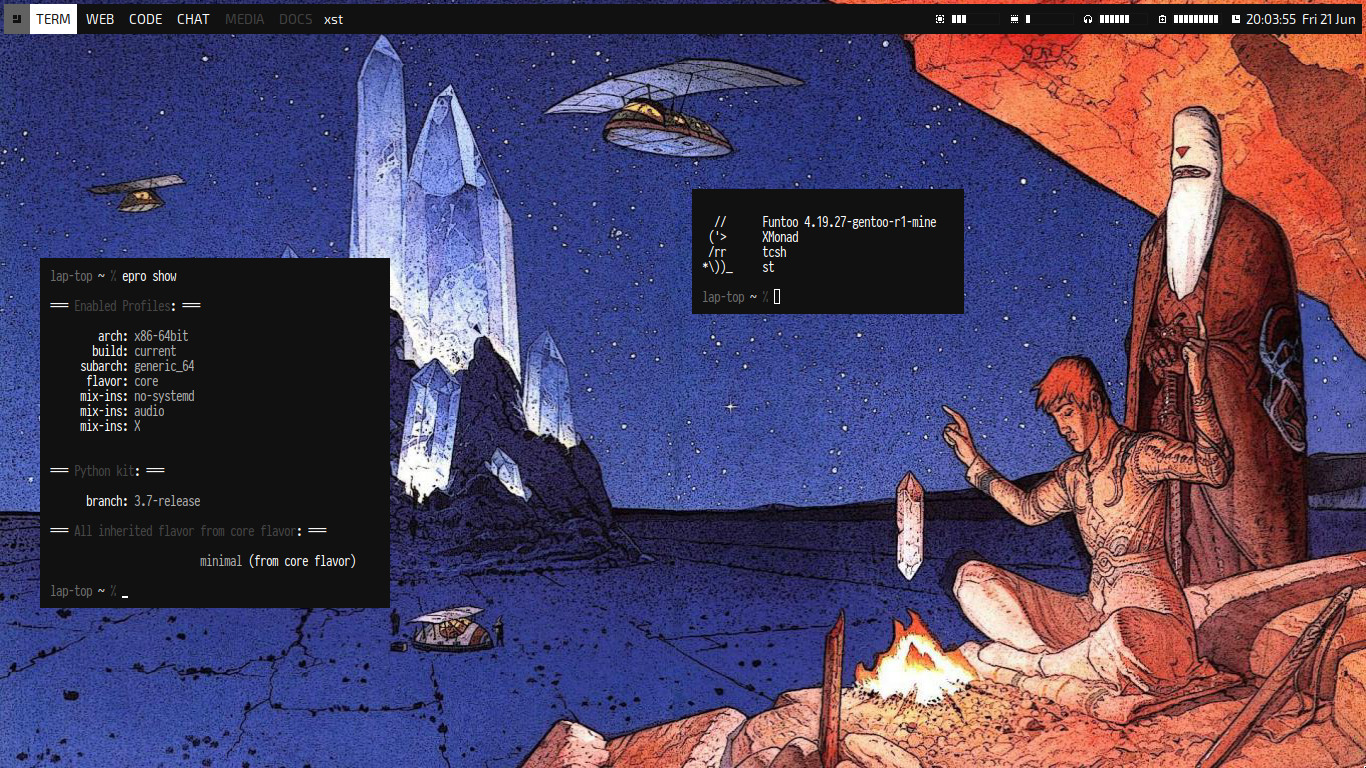 TERM WEB CODE CHAT MEDIA DOCS xst 20:03:55 Fri 21 Jun
// Funtoo 4.19.27-gentoo-r1-mine
('> XMonad
/rr tcsh
*\))_ st
lap-top ~ %
lap-top ~ % epro show
=== Enabled Profiles: ===
arch: x86-64bit
build: current
subarch: generic_64
flavor: core
mix-ins: no-systemd
mix-ins: audio
mix-ins: X
=== Python kit: ===
branch: 3.7-release
=== All inherited flavor from core flavor: ===
minimal (from core flavor)
lap-top ~ % _